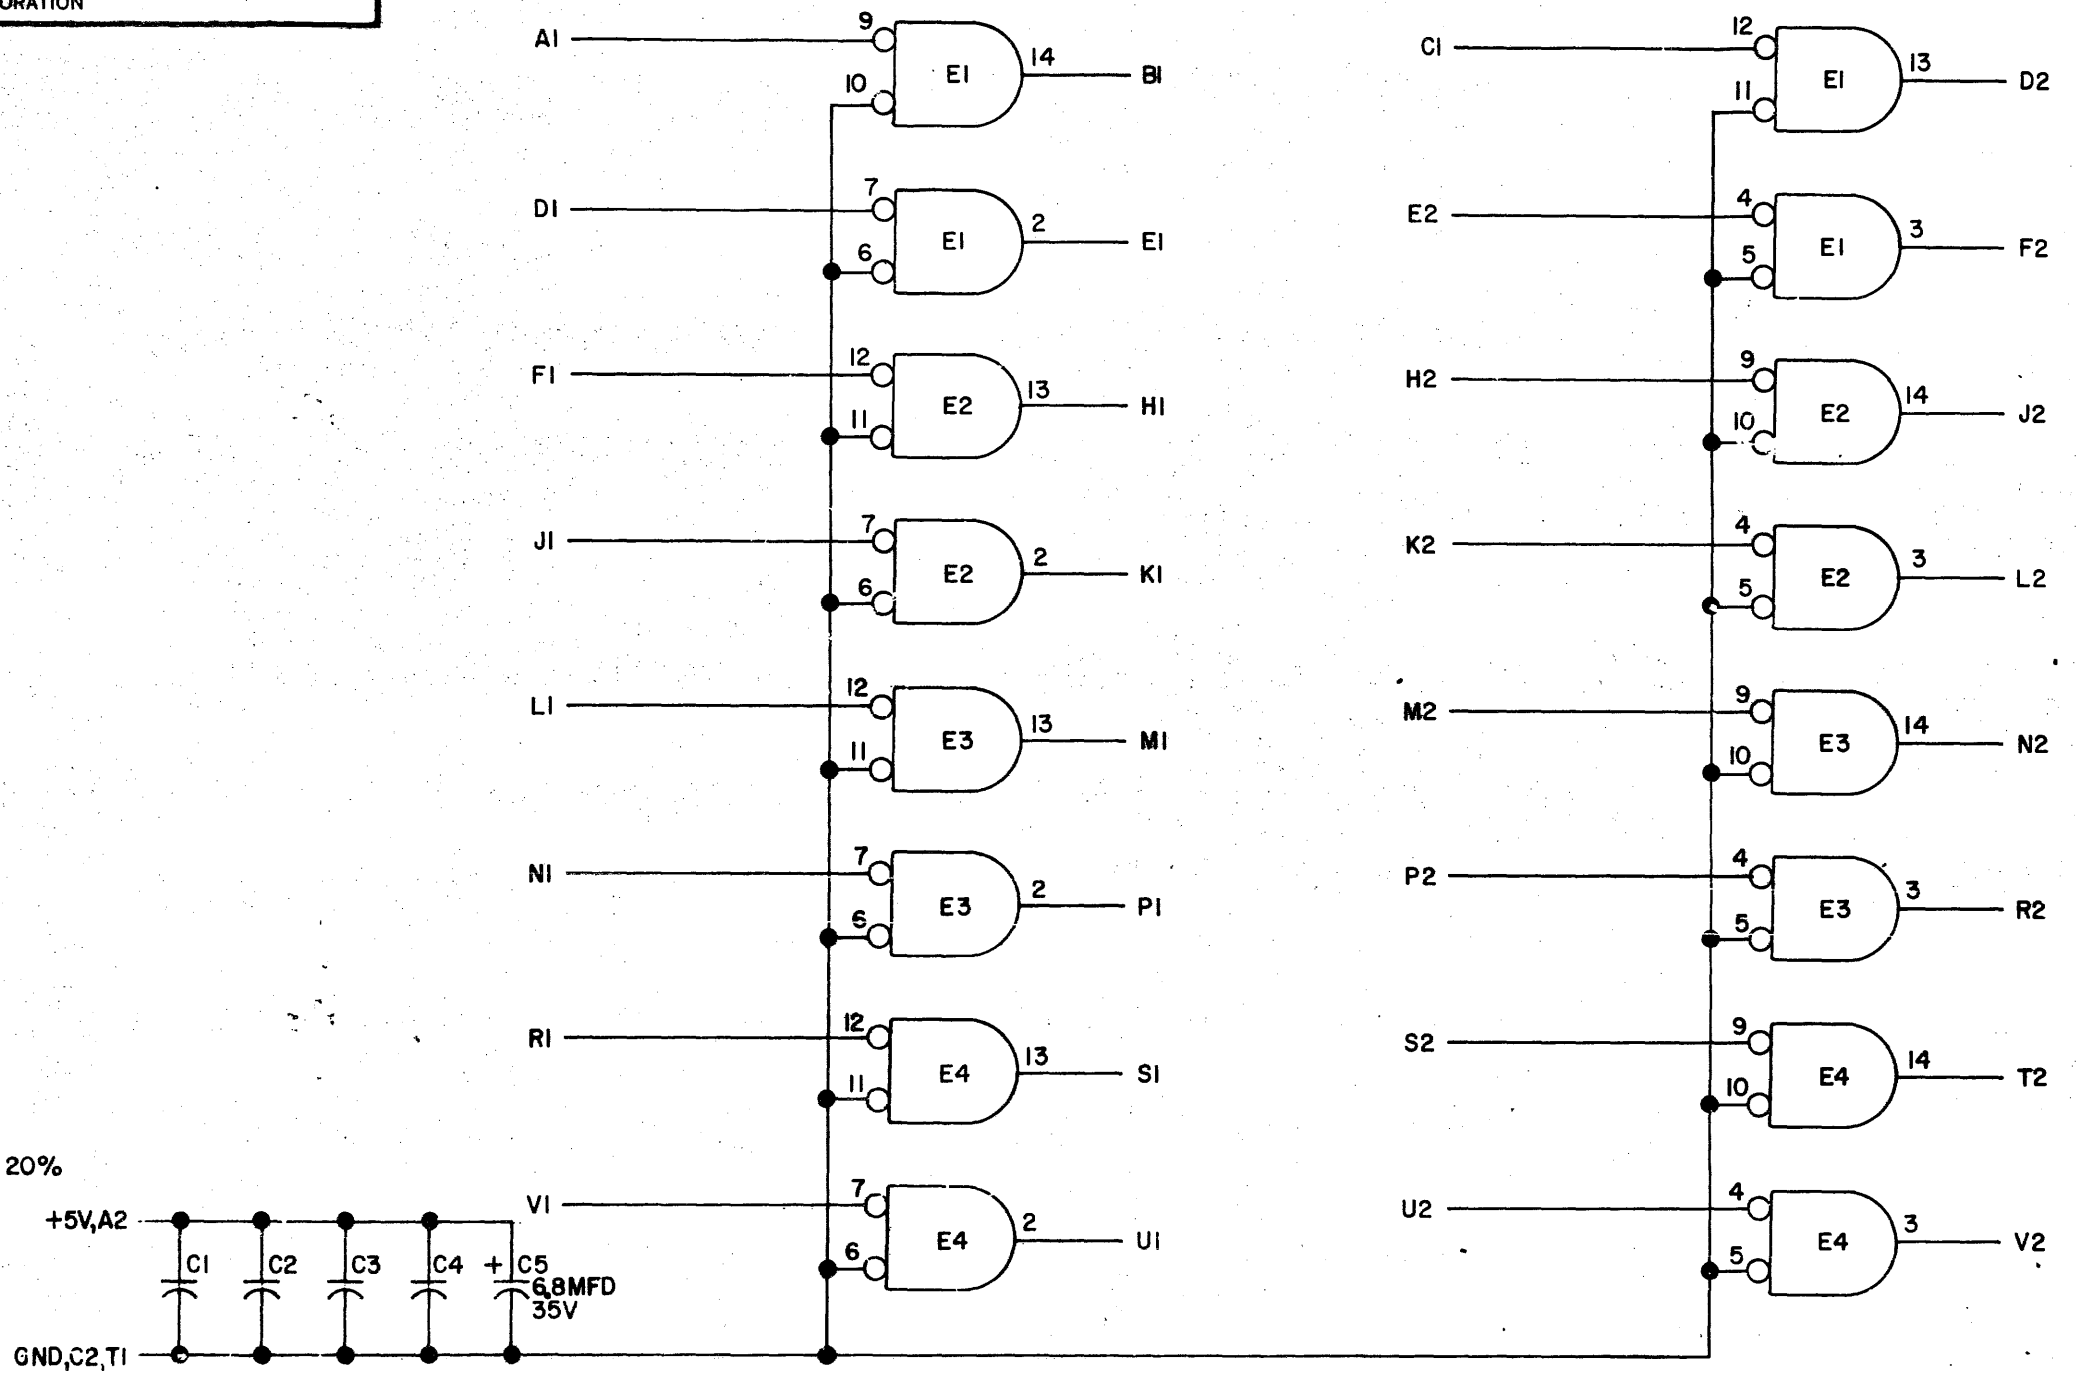 ORATION
A1 9 10 E1 14 B1
C1 12 11 E1 13 D2
D1 7 6 E1 2 E1
E2 4 5 E1 3 F2
F1 12 11 E2 13 H1
H2 9 10 E2 14 J2
J1 7 6 E2 2 K1
K2 4 5 E2 3 L2
L1 12 11 E3 13 M1
M2 9 10 E3 14 N2
N1 7 6 E3 2 P1
P2 4 5 E3 3 R2
R1 12 11 E4 13 S1
S2 9 10 E4 14 T2
V1 7 6 E4 2 U1
U2 4 5 E4 3 V2
20%
+5V,A2
C1 C2 C3 C4 + C5
6.8MFD
35V
GND,C2,T1